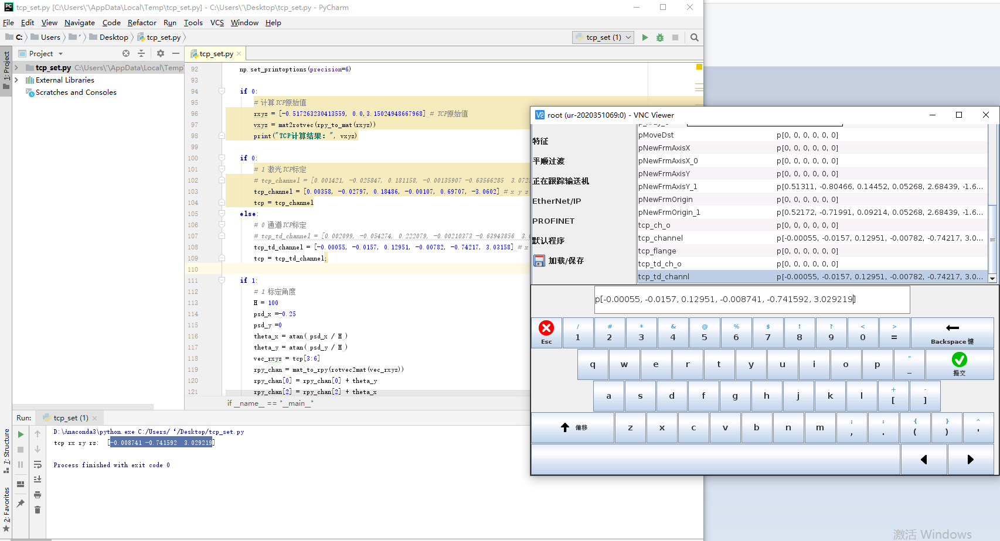 tcp_set.py [C:\Users\'\AppData\Local\Temp\tcp_set.py] - C:\Users\'\Desktop\tcp_set.py - PyCharm
File Edit View Navigate Code Refactor Run Tools VCS Window Help
C: Users ' Desktop tcp_set.py
tcp_set (1)
1: Project
Project
tcp_set.py C:\Users\'\AppData\Local\Temp
External Libraries
Scratches and Consoles
tcp_set.py
92 np.set_printoptions(precision=6)
93
94 if 0:
95 # 计算TCP原始值
96 rxyz = [-0.517263230413559, 0.0,3.15024948667968] # TCP原始值
97 vxyz = mat2rotvec(rpy_to_mat(rxyz))
98 print("TCP计算结果: ", vxyz)
99
100 if 0:
101 # 1 激光TCP标定
102 # tcp_channel = [0.001421, -0.025847, 0.181158, -0.00135907 -0.63566285 3.072
103 tcp_channel = [0.00358, -0.02797, 0.18486, -0.00107, 0.69707, -3.0602] # x y z
104 tcp = tcp_channel
105 else:
106 # 0 通道TCP标定
107 # tcp_td_channel = [0.002099, -0.054274, 0.222079, -0.00210373 -0.63943856 3.
108 tcp_td_channel = [-0.00055, -0.0157, 0.12951, -0.00782, -0.74217, 3.03158] # x
109 tcp = tcp_td_channel;
110
111 if 1:
112 # 1 标定角度
113 H = 100
114 psd_x =-0.25
115 psd_y =0
116 theta_x = atan( psd_x / H )
117 theta_y = atan( psd_y / H )
118 vec_rxyz = tcp[3:6]
119 rpy_chan = mat_to_rpy(rotvec2mat(vec_rxyz))
120 rpy_chan[0] = rpy_chan[0] + theta_y
121 rpy_chan[2] = rpy_chan[2] + theta_x
if __name__ == "__main__"
Run: tcp_set (1)
D:\Anaconda3\python.exe C:/Users/‘/Desktop/tcp_set.py
tcp rx ry rz: [-0.008741 -0.741592 3.029219]
Process finished with exit code 0
7: Structure
2: Favorites
root (ur-2020351069:0) - VNC Viewer
特征
平顺过渡
正在跟踪输送机
EtherNet/IP
PROFINET
默认程序
加载/保存
pMoveDst p[0, 0, 0, 0, 0, 0]
pNewFrmAxisX p[0, 0, 0, 0, 0, 0]
pNewFrmAxisX_0 p[0, 0, 0, 0, 0, 0]
pNewFrmAxisY p[0, 0, 0, 0, 0, 0]
pNewFrmAxisY_1 p[0.51311, -0.80466, 0.14452, 0.05268, 2.68439, -1.6...
pNewFrmOrigin p[0, 0, 0, 0, 0, 0]
pNewFrmOrigin_1 p[0.52172, -0.71991, 0.09214, 0.05268, 2.68439, -1.6...
tcp_ch_o p[0, 0, 0, 0, 0, 0]
tcp_channel p[-0.00055, -0.0157, 0.12951, -0.00782, -0.74217, 3.0...
tcp_flange p[0, 0, 0, 0, 0, 0]
tcp_td_ch_o p[0, 0, 0, 0, 0, 0]
tcp_td_channl p[-0.00055, -0.0157, 0.12951, -0.00782, -0.74217, 3.0...
p[-0.00055, -0.0157, 0.12951, -0.008741, -0.741592, 3.029219]
/ # * & @ % $ ! ? < >
Esc 1 2 3 4 5 6 7 8 9 0 = Backspace 键
q w e r t y u i o p " _ 提交
a s d f g h j k l + [ - ]
偏移 z x c v b n m ; , : . { ( } ) ^ '
激活 Windows